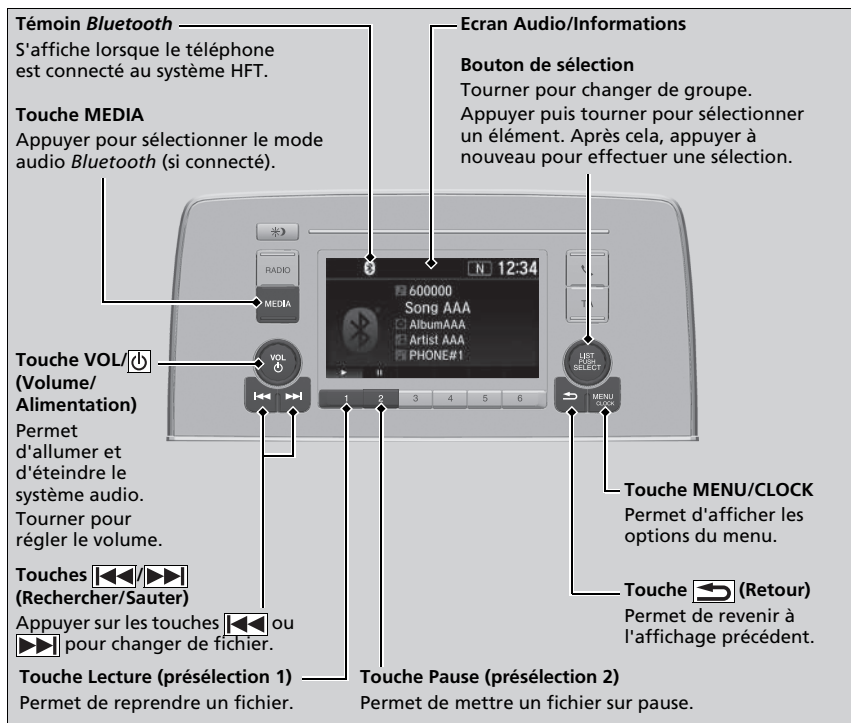 Témoin Bluetooth
S'affiche lorsque le téléphone
est connecté au système HFT.
Touche MEDIA
Appuyer pour sélectionner le mode
audio Bluetooth (si connecté).
Ecran Audio/Informations
Bouton de sélection
Tourner pour changer de groupe.
Appuyer puis tourner pour sélectionner
un élément. Après cela, appuyer à
nouveau pour effectuer une sélection.
RADIO
MEDIA
VOL
N 12:34
600000
Song AAA
AlbumAAA
Artist AAA
PHONE#1
TA
LIST
PUSH
SELECT
1 2 3 4 5 6
MENU
CLOCK
Touche VOL/
(Volume/
Alimentation)
Permet
d'allumer et
d'éteindre le
système audio.
Tourner pour
régler le volume.
Touches /
(Rechercher/Sauter)
Appuyer sur les touches ou
pour changer de fichier.
Touche MENU/CLOCK
Permet d'afficher les
options du menu.
Touche (Retour)
Permet de revenir à
l'affichage précédent.
Touche Lecture (présélection 1)
Permet de reprendre un fichier.
Touche Pause (présélection 2)
Permet de mettre un fichier sur pause.